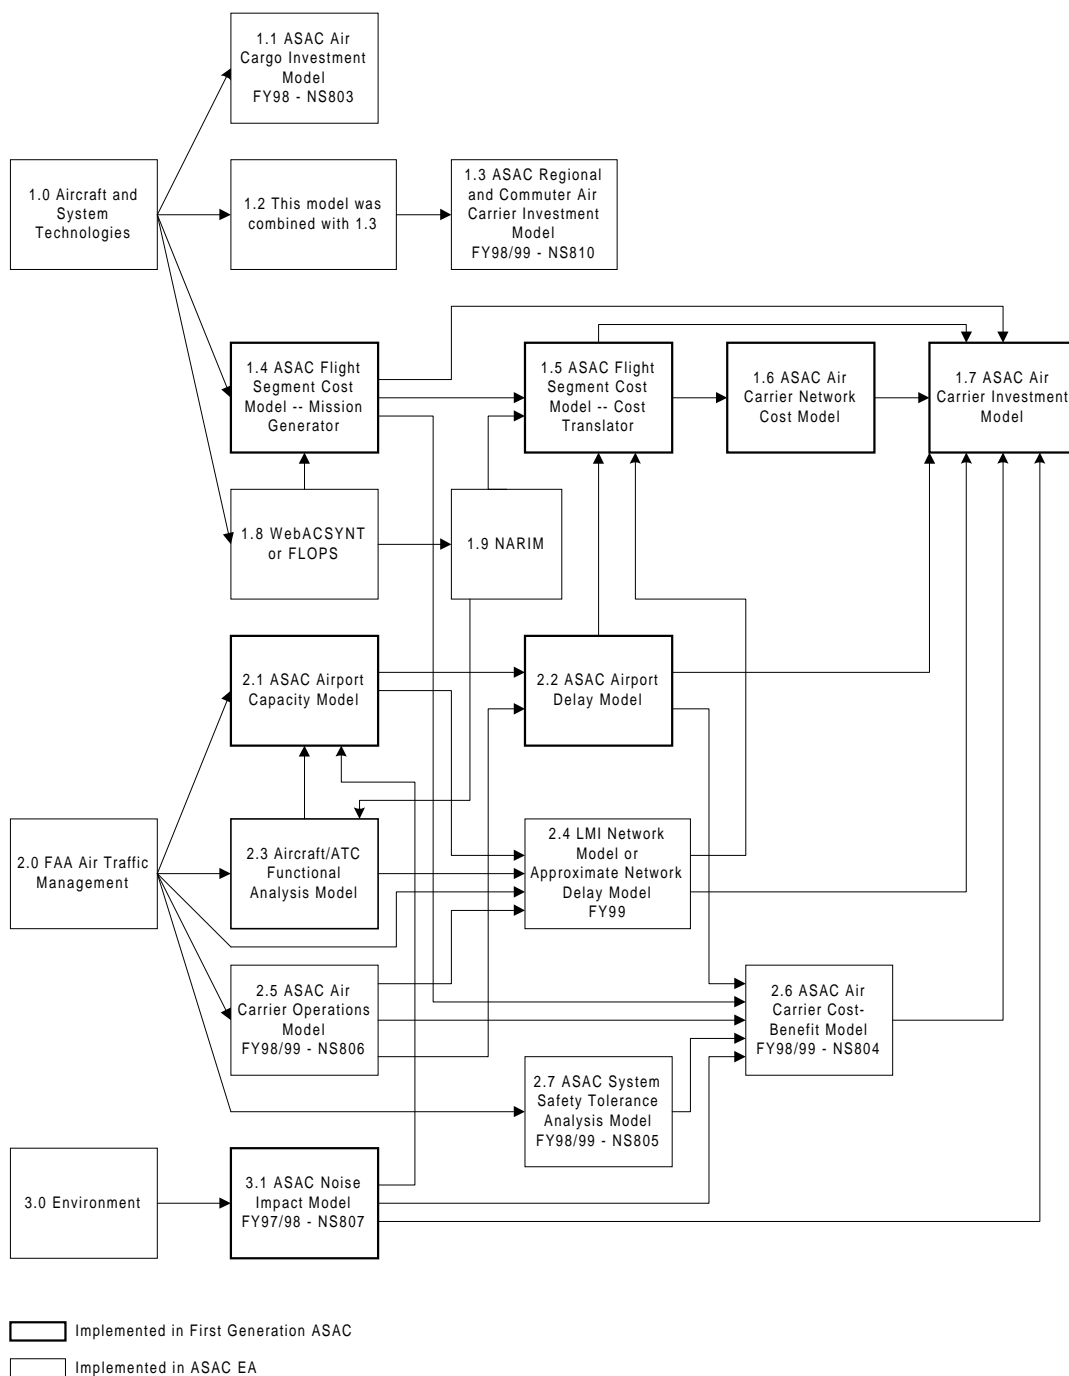 1.1 ASAC Air
Cargo Investment
Model
FY98 - NS803
1.0 Aircraft and
System
Technologies
1.2 This model was
combined with 1.3
1.3 ASAC Regional
and Commuter Air
Carrier Investment
Model
FY98/99 - NS810
1.4 ASAC Flight
Segment Cost
Model -- Mission
Generator
1.5 ASAC Flight
Segment Cost
Model -- Cost
Translator
1.6 ASAC Air
Carrier Network
Cost Model
1.7 ASAC Air
Carrier Investment
Model
1.8 WebACSYNT
or FLOPS
1.9 NARIM
2.1 ASAC Airport
Capacity Model
2.2 ASAC Airport
Delay Model
2.0 FAA Air Traffic
Management
2.3 Aircraft/ATC
Functional
Analysis Model
2.4 LMI Network
Model or
Approximate Network
Delay Model
FY99
2.5 ASAC Air
Carrier Operations
Model
FY98/99 - NS806
2.6 ASAC Air
Carrier Cost-
Benefit Model
FY98/99 - NS804
2.7 ASAC System
Safety Tolerance
Analysis Model
FY98/99 - NS805
3.0 Environment
3.1 ASAC Noise
Impact Model
FY97/98 - NS807
Implemented in First Generation ASAC
Implemented in ASAC EA